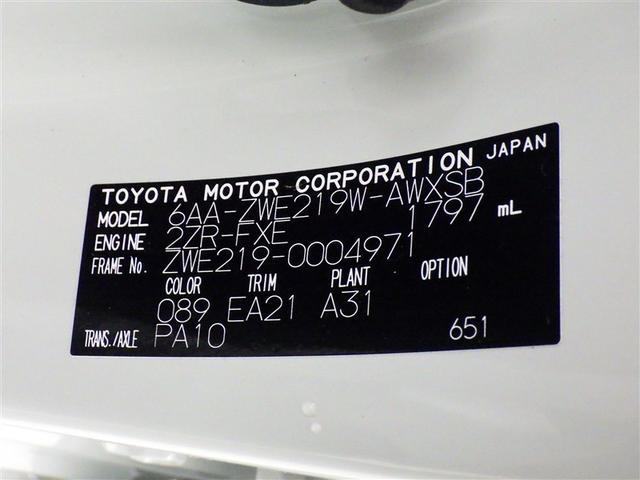 TOYOTA MOTOR CORPORATION JAPAN
MODEL 6AA-ZWE219W-AWXSB
ENGINE 2ZR-FXE 1797 mL
FRAME No. ZWE219-0004971
COLOR TRIM PLANT OPTION
089 EA21 A31
TRANS./AXLE PA10 651